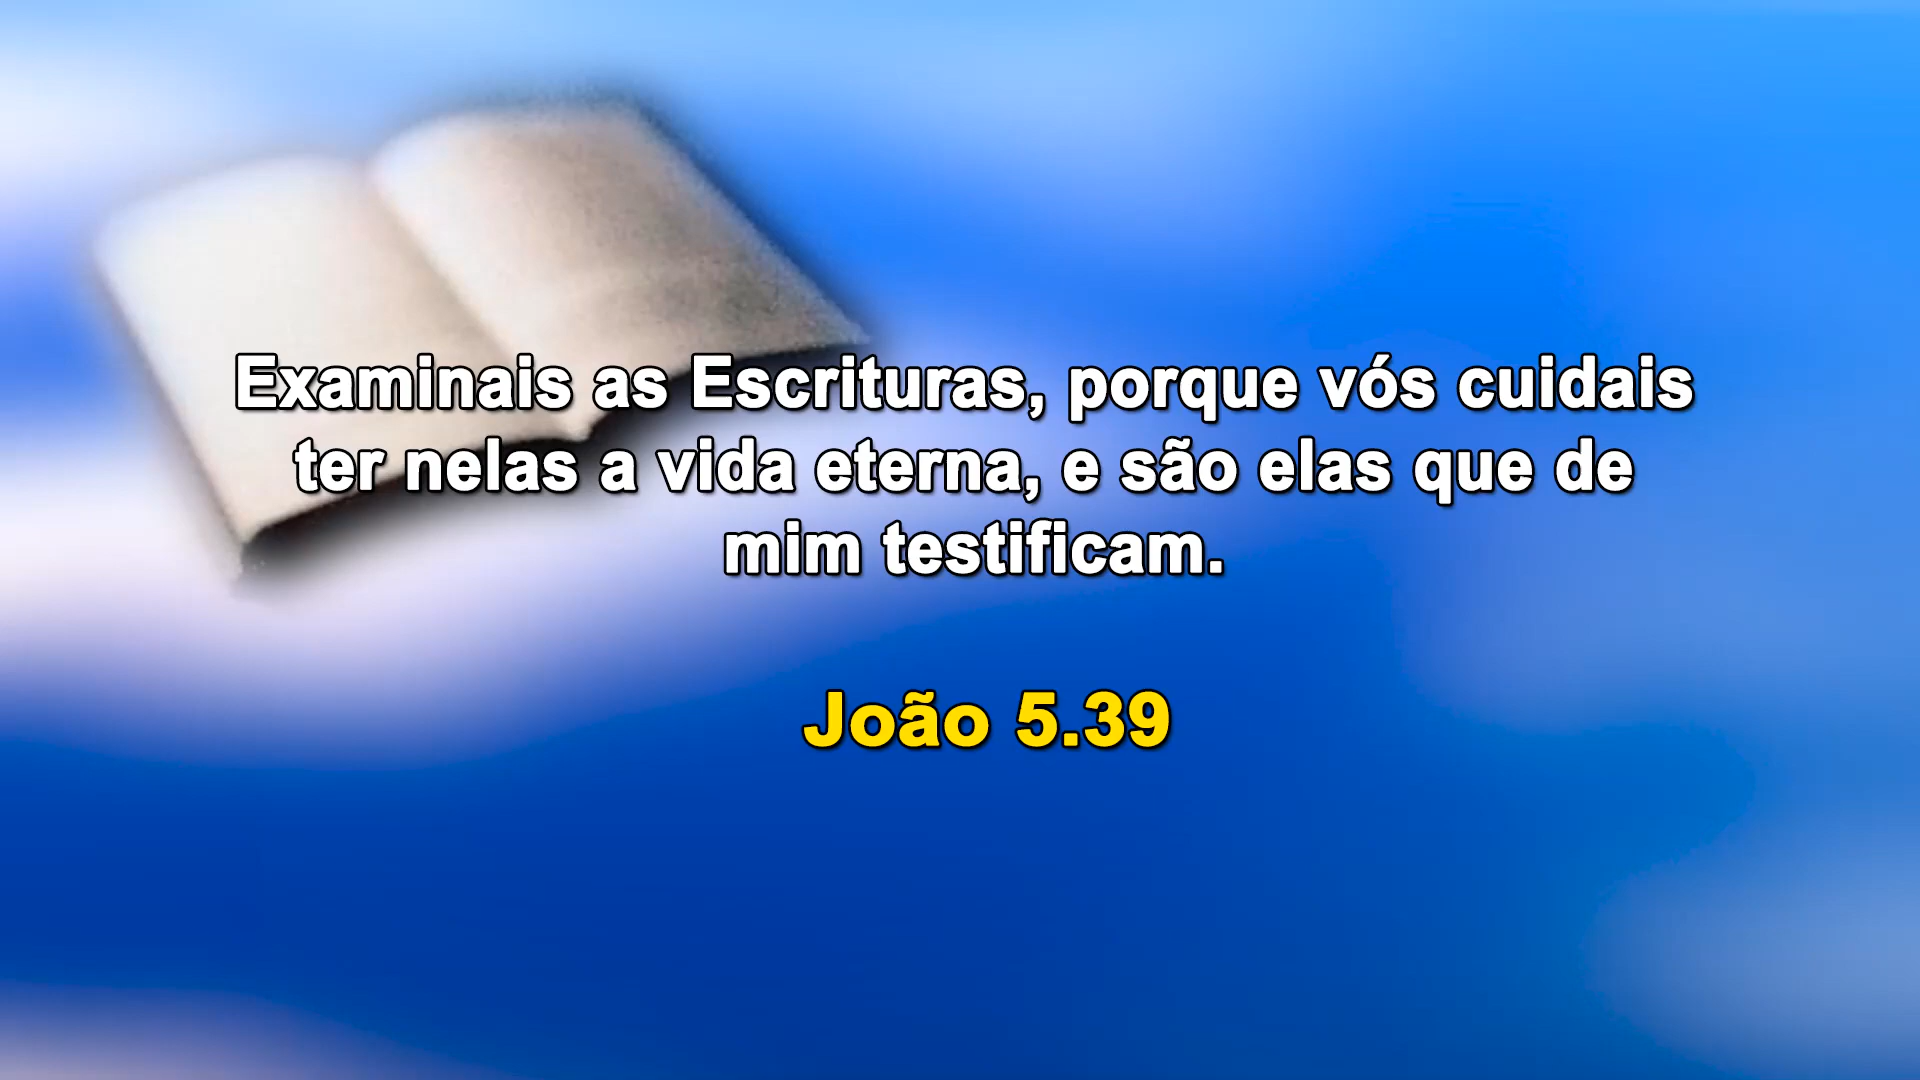 Examinais as Escrituras, porque vós cuidais
ter nelas a vida eterna, e são elas que de
mim testificam.
João 5.39